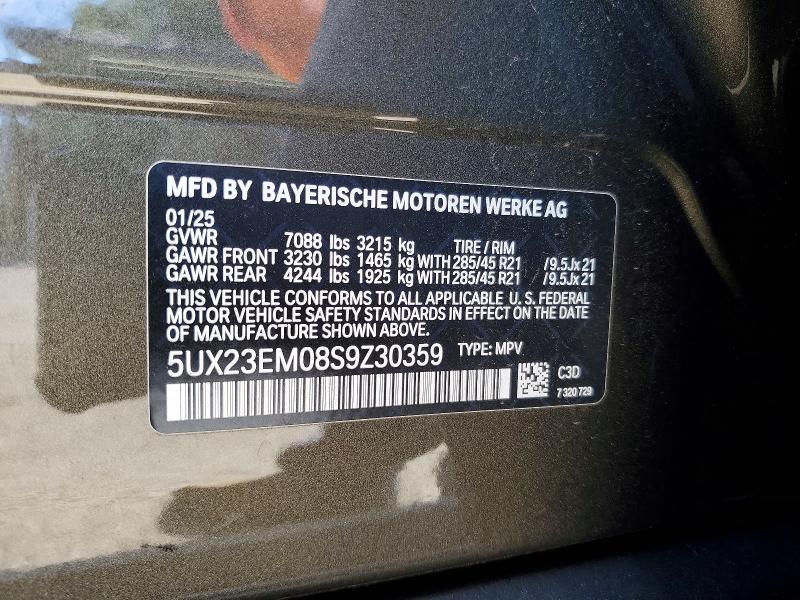 MFD BY BAYERISCHE MOTOREN WERKE AG
01/25
GVWR 7088 lbs 3215 kg TIRE / RIM
GAWR FRONT 3230 lbs 1465 kg WITH 285/45 R21 /9.5Jx21
GAWR REAR 4244 lbs 1925 kg WITH 285/45 R21 /9.5Jx21
THIS VEHICLE CONFORMS TO ALL APPLICABLE U. S. FEDERAL
MOTOR VEHICLE SAFETY STANDARDS IN EFFECT ON THE DATE
OF MANUFACTURE SHOWN ABOVE.
5UX23EM08S9Z30359 TYPE: MPV
C3D
7 320 729